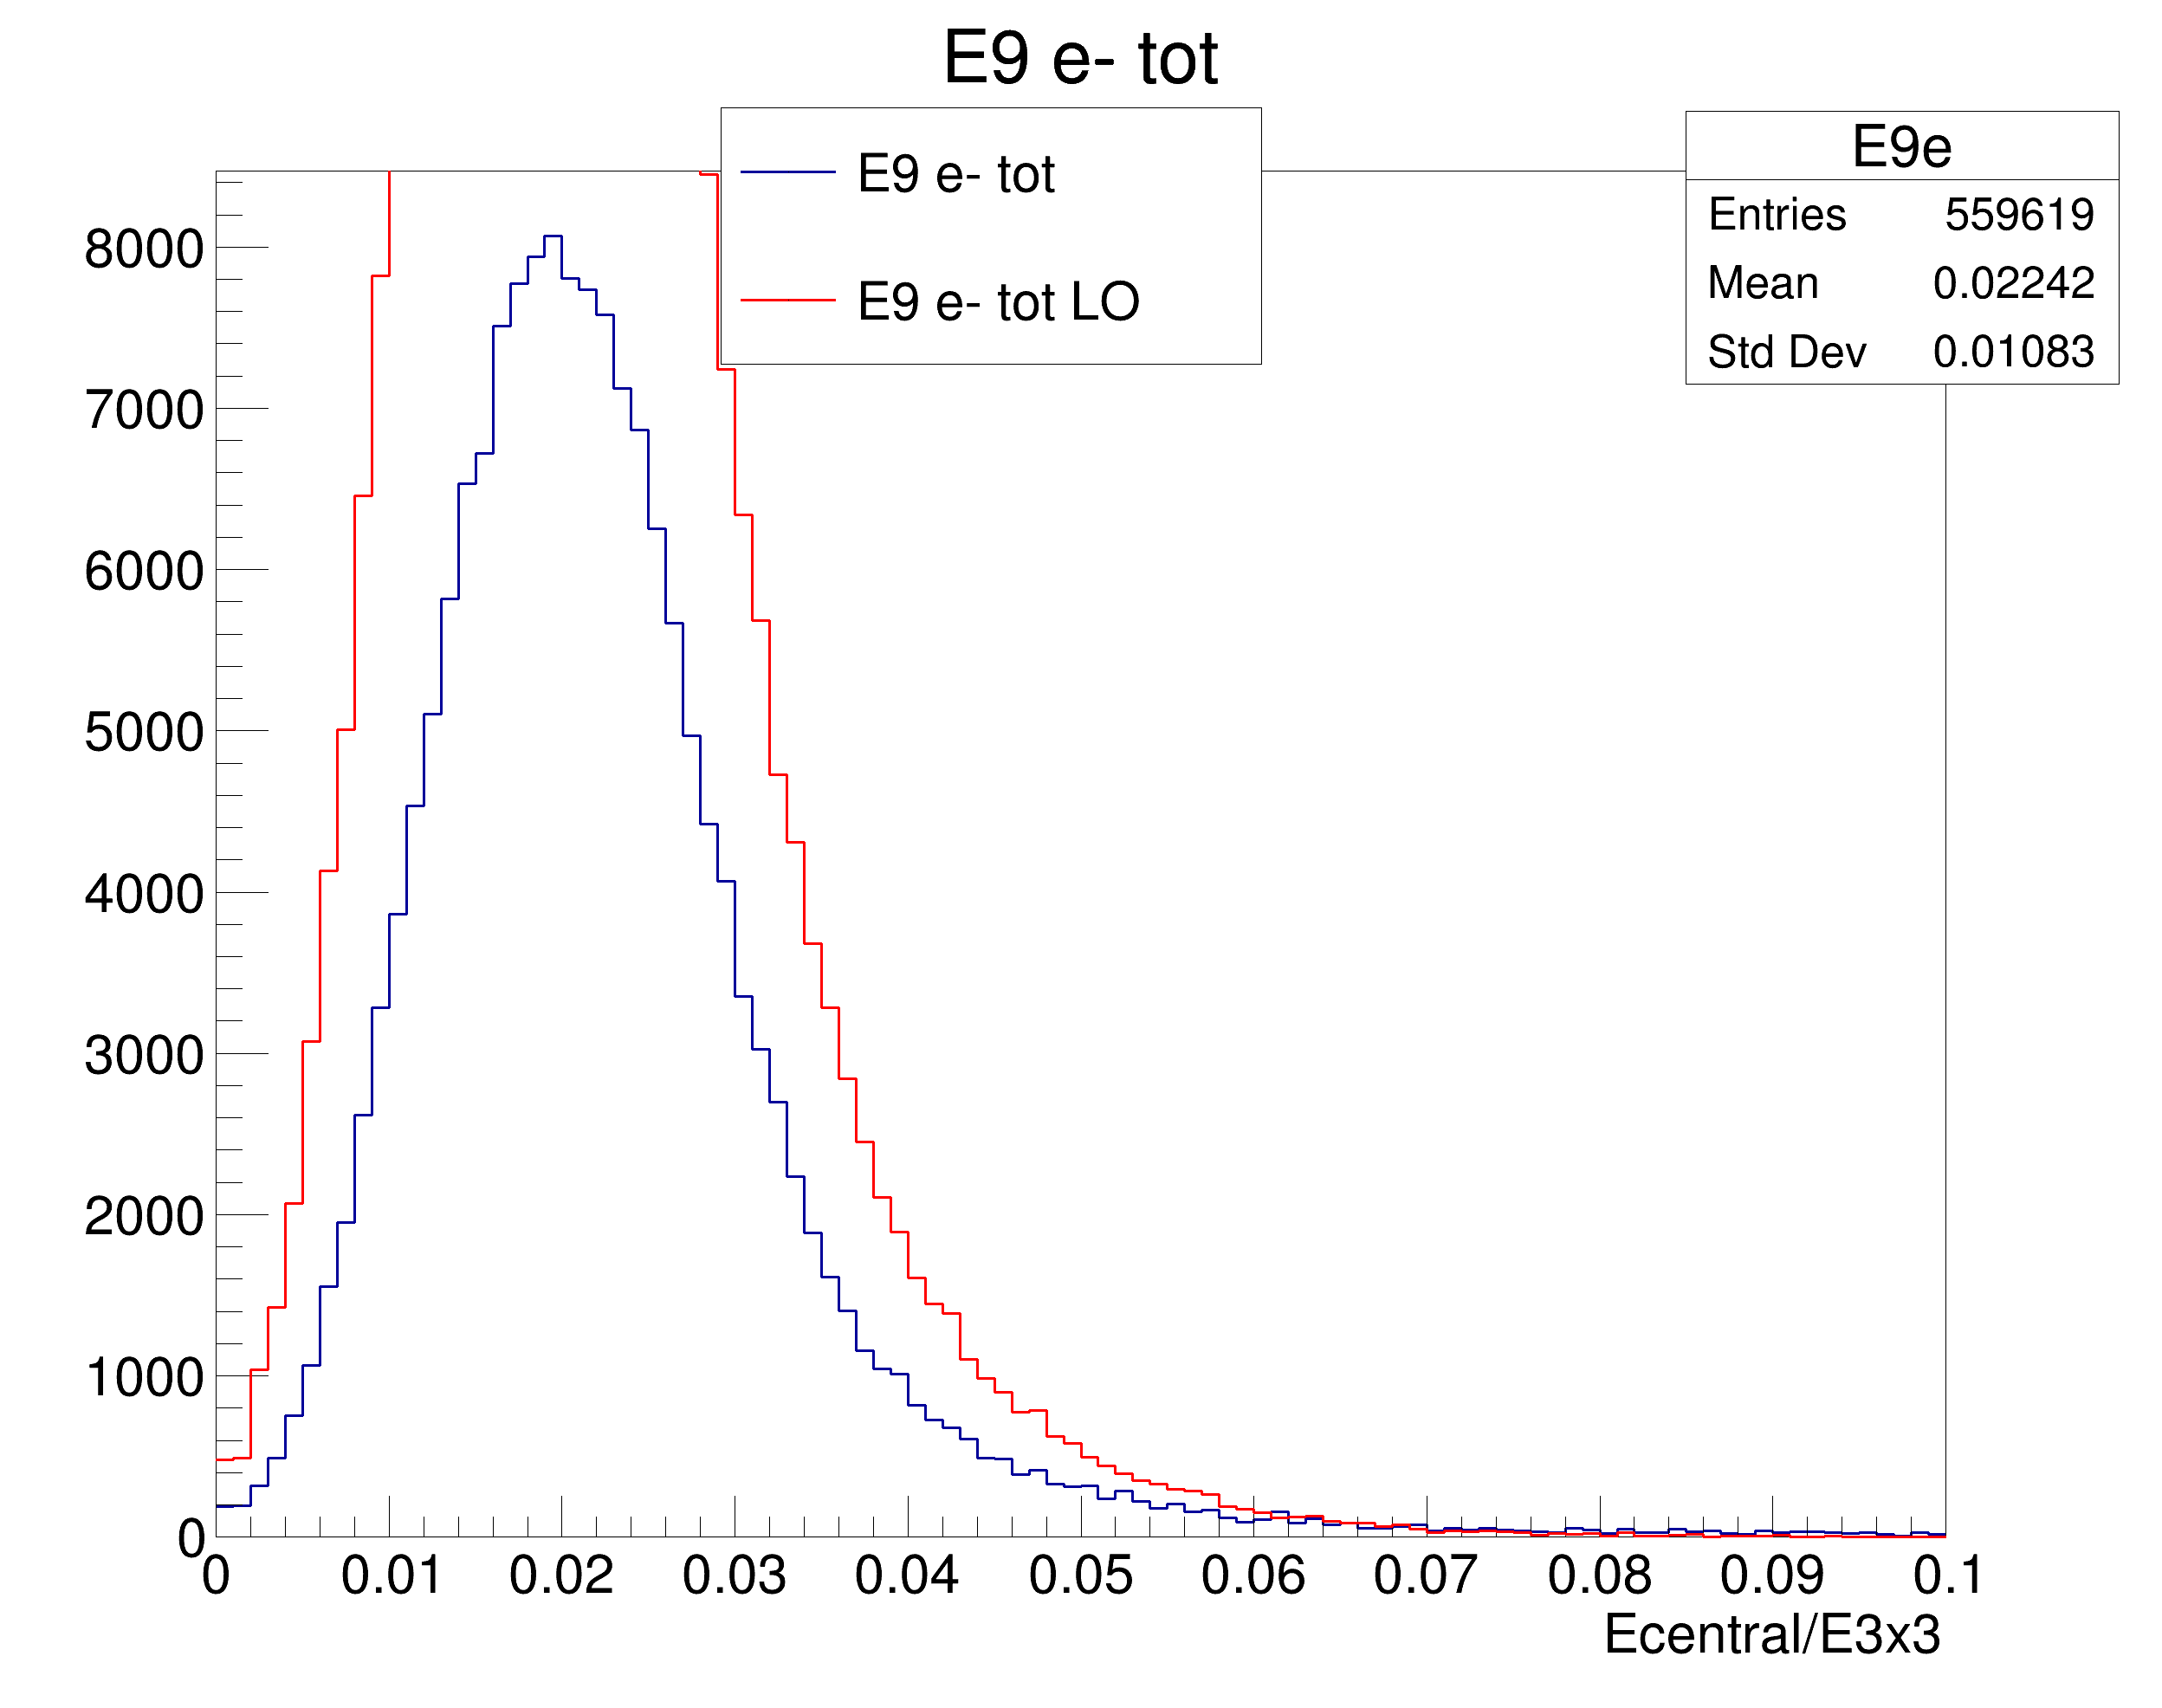 E9 e- tot
E9 e- tot
E9 e- tot LO
E9e
Entries 559619
Mean 0.02242
Std Dev 0.01083
8000
7000
6000
5000
4000
3000
2000
1000
0
0 0.01 0.02 0.03 0.04 0.05 0.06 0.07 0.08 0.09 0.1
Ecentral/E3x3